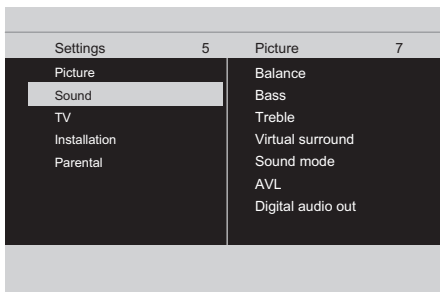 Settings 5
Picture
Sound
TV
Installation
Parental
Picture 7
Balance
Bass
Treble
Virtual surround
Sound mode
AVL
Digital audio out